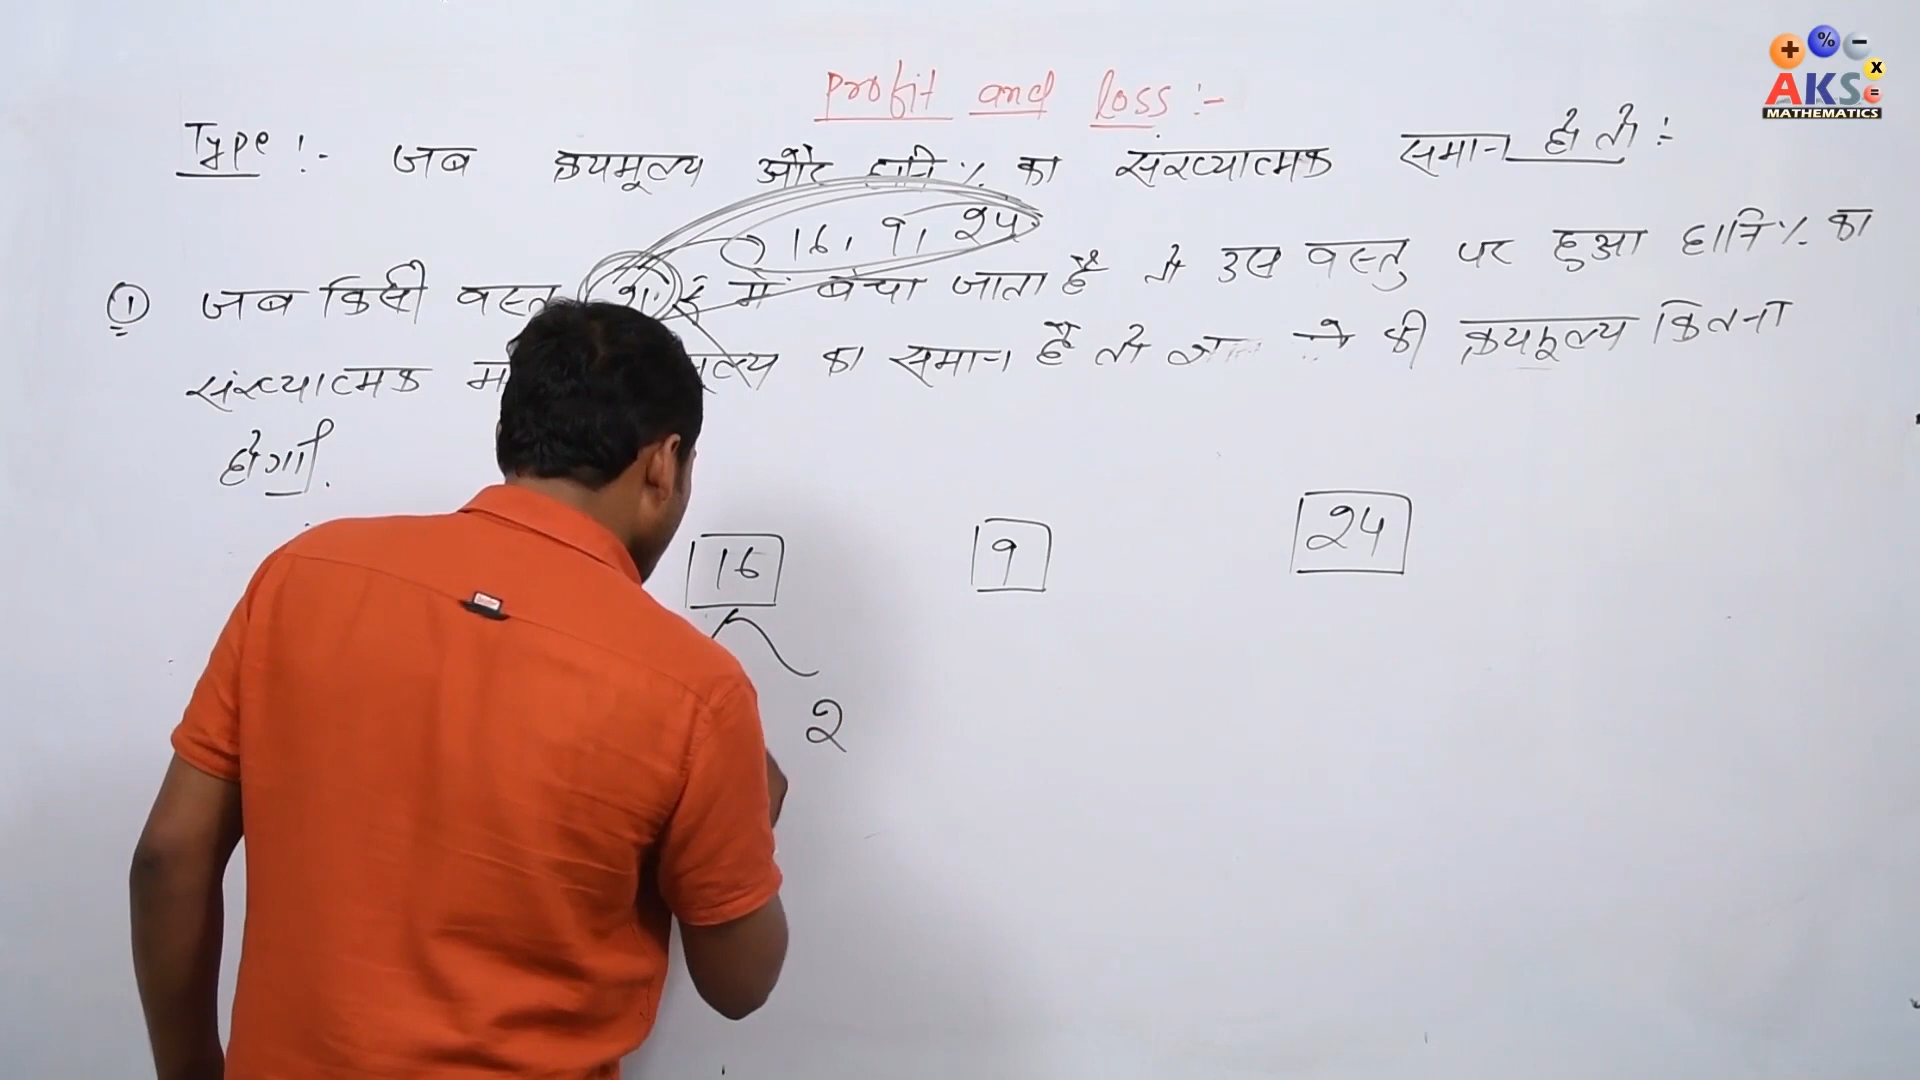 + % - x =
AKS
MATHEMATICS
Profit and loss :-
Type :- जब क्रयमूल्य और हानि % का संख्यात्मक समान हो तो :-
16, 9, 24
① जब किसी वस्तु में बेचा जाता है तो उस वस्तु पर हुआ हानि % का
संख्यात्मक का समान है तो की क्रयमूल्य कितना
होगा.
16 9 24
2